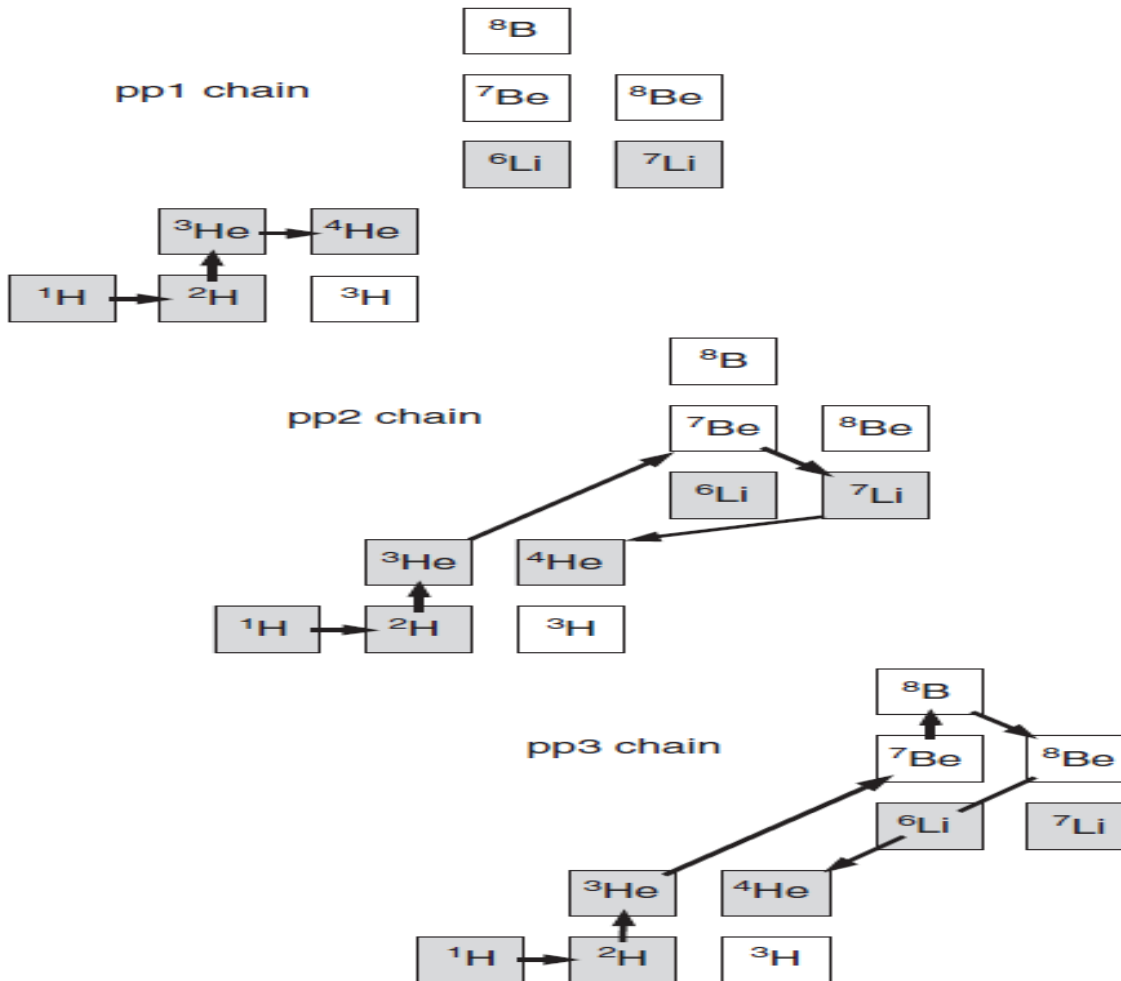 ⁸B
pp1 chain
⁷Be ⁸Be
⁶Li ⁷Li
³He ⁴He
¹H ²H ³H
⁸B
pp2 chain
⁷Be ⁸Be
⁶Li ⁷Li
³He ⁴He
¹H ²H ³H
⁸B
pp3 chain
⁷Be ⁸Be
⁶Li ⁷Li
³He ⁴He
¹H ²H ³H